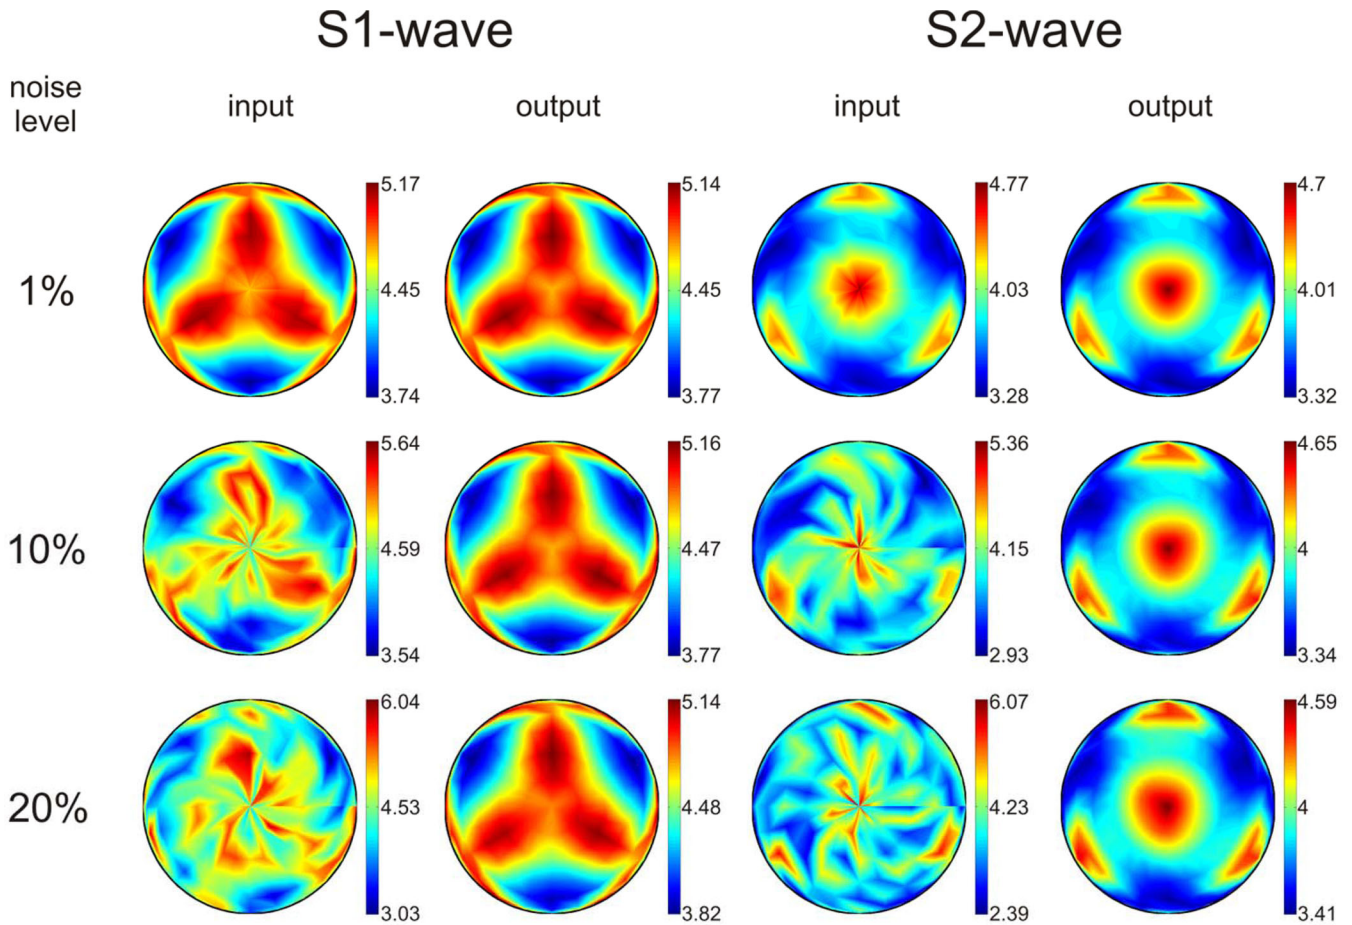 S1-wave S2-wave
noise
level
input output input output
5.17 5.14 4.77 4.7
1% 4.45 4.45 4.03 4.01
3.74 3.77 3.28 3.32
5.64 5.16 5.36 4.65
10% 4.59 4.47 4.15 4
3.54 3.77 2.93 3.34
6.04 5.14 6.07 4.59
20% 4.53 4.48 4.23 4
3.03 3.82 2.39 3.41